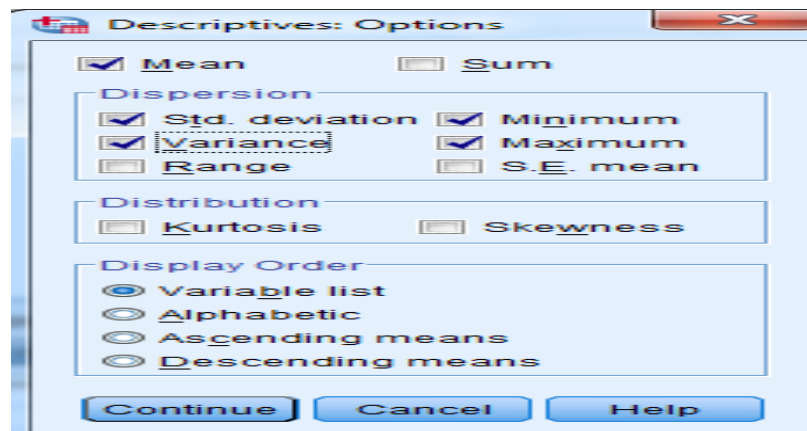 Descriptives: Options
Mean Sum
Dispersion
Std. deviation Minimum
Variance Maximum
Range S.E. mean
Distribution
Kurtosis Skewness
Display Order
Variable list
Alphabetic
Ascending means
Descending means
Continue Cancel Help